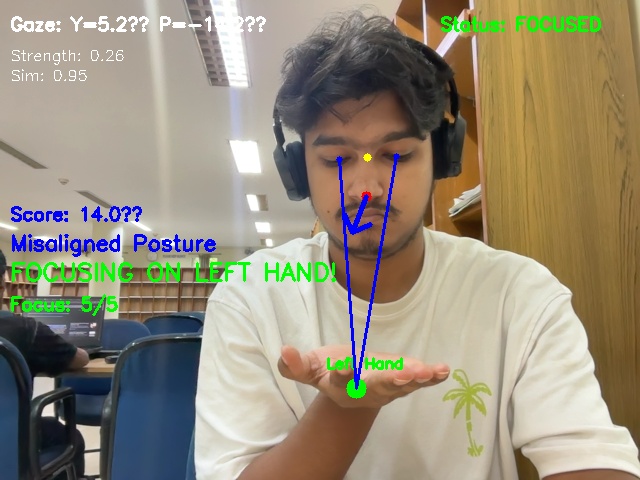 Gaze: Y=5.2?? P=-1 .2??
Status: FOCUSED
Strength: 0.26
Sim: 0.95
Score: 14.0??
Misaligned Posture
FOCUSING ON LEFT HAND!
Focus: 5/5
Left Hand